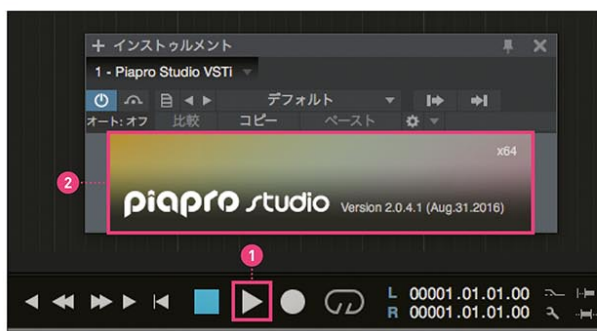 インストゥルメント
1 - Piapro Studio VSTi
デフォルト
オート: オフ 比較 コピー ペースト
x64
2
piapro studio Version 2.0.4.1 (Aug.31.2016)
1
L 00001.01.01.00
R 00001.01.01.00